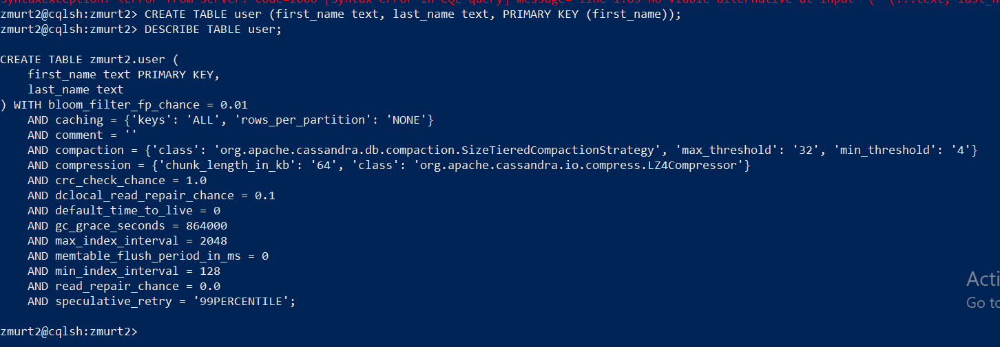 SyntaxException: <Error from server: code=2000 [Syntax error in CQL query] message="line 1:65 no viable alternative at input '(' (...text, last_n
zmurt2@cqlsh:zmurt2> CREATE TABLE user (first_name text, last_name text, PRIMARY KEY (first_name));
zmurt2@cqlsh:zmurt2> DESCRIBE TABLE user;
CREATE TABLE zmurt2.user (
    first_name text PRIMARY KEY,
    last_name text
) WITH bloom_filter_fp_chance = 0.01
    AND caching = {'keys': 'ALL', 'rows_per_partition': 'NONE'}
    AND comment = ''
    AND compaction = {'class': 'org.apache.cassandra.db.compaction.SizeTieredCompactionStrategy', 'max_threshold': '32', 'min_threshold': '4'}
    AND compression = {'chunk_length_in_kb': '64', 'class': 'org.apache.cassandra.io.compress.LZ4Compressor'}
    AND crc_check_chance = 1.0
    AND dclocal_read_repair_chance = 0.1
    AND default_time_to_live = 0
    AND gc_grace_seconds = 864000
    AND max_index_interval = 2048
    AND memtable_flush_period_in_ms = 0
    AND min_index_interval = 128
    AND read_repair_chance = 0.0
    AND speculative_retry = '99PERCENTILE';
zmurt2@cqlsh:zmurt2>
Acti
Go to